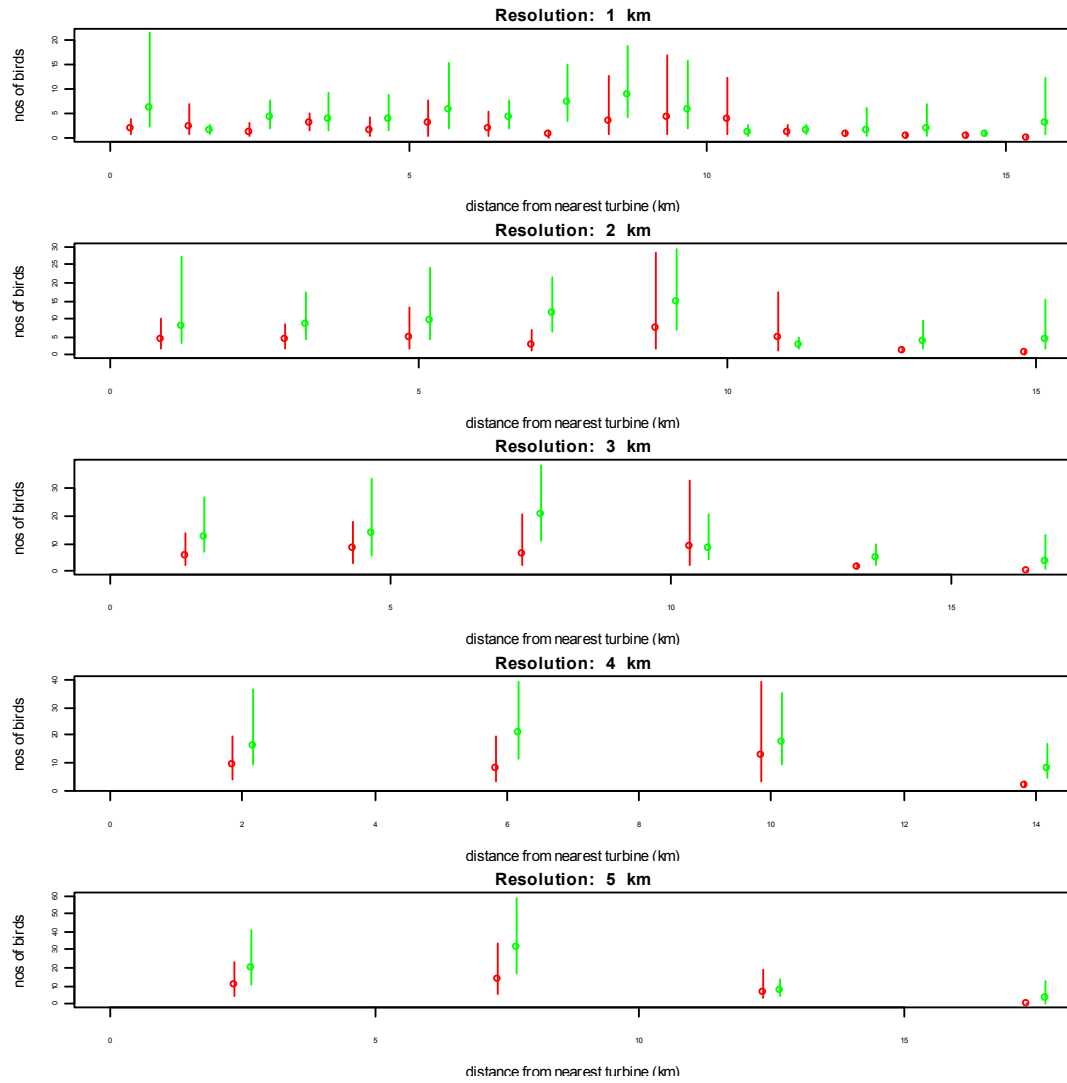 Resolution: 1 km
nos of birds
20
15
10
5
0
0 5 10 15
distance from nearest turbine (km)
Resolution: 2 km
nos of birds
30
25
20
15
10
5
0
0 5 10 15
distance from nearest turbine (km)
Resolution: 3 km
nos of birds
30
20
10
0
0 5 10 15
distance from nearest turbine (km)
Resolution: 4 km
nos of birds
40
30
20
10
0
0 2 4 6 8 10 12 14
distance from nearest turbine (km)
Resolution: 5 km
nos of birds
60
50
40
30
20
10
0
0 5 10 15
distance from nearest turbine (km)